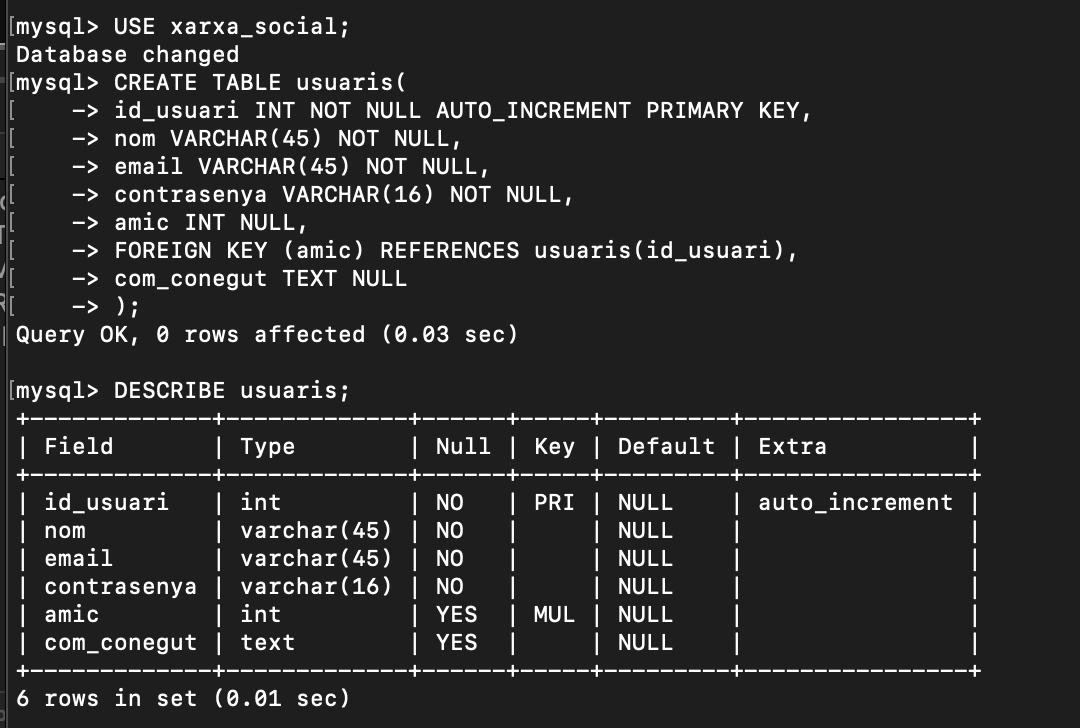 [mysql> USE xarxa_social;
Database changed
[mysql> CREATE TABLE usuaris(
[    -> id_usuari INT NOT NULL AUTO_INCREMENT PRIMARY KEY,
[    -> nom VARCHAR(45) NOT NULL,
[    -> email VARCHAR(45) NOT NULL,
[    -> contrasenya VARCHAR(16) NOT NULL,
[    -> amic INT NULL,
[    -> FOREIGN KEY (amic) REFERENCES usuaris(id_usuari),
[    -> com_conegut TEXT NULL
[    -> );
Query OK, 0 rows affected (0.03 sec)

[mysql> DESCRIBE usuaris;
+-------------+-------------+------+-----+---------+----------------+
| Field       | Type        | Null | Key | Default | Extra          |
+-------------+-------------+------+-----+---------+----------------+
| id_usuari   | int         | NO   | PRI | NULL    | auto_increment |
| nom         | varchar(45) | NO   |     | NULL    |                |
| email       | varchar(45) | NO   |     | NULL    |                |
| contrasenya | varchar(16) | NO   |     | NULL    |                |
| amic        | int         | YES  | MUL | NULL    |                |
| com_conegut | text        | YES  |     | NULL    |                |
+-------------+-------------+------+-----+---------+----------------+
6 rows in set (0.01 sec)